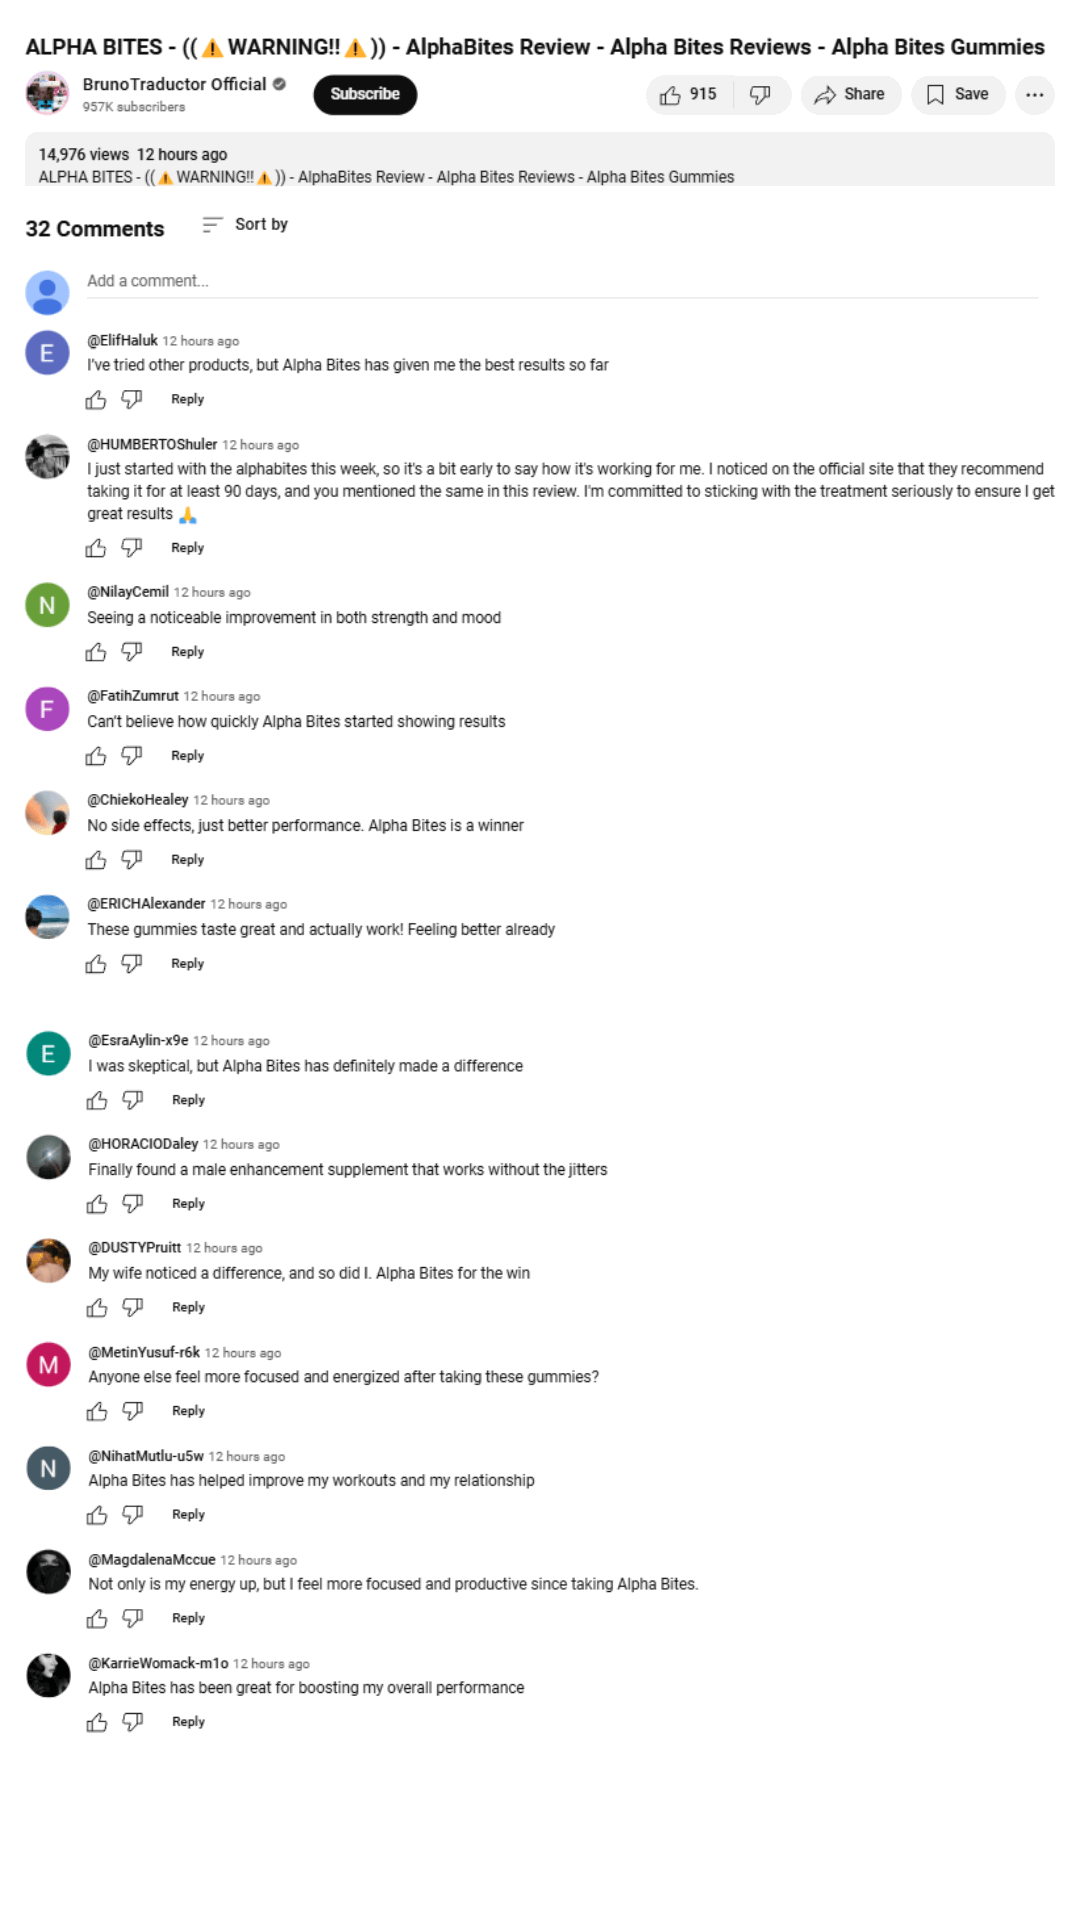 ALPHA BITES - ((⚠️WARNING!!⚠️)) - AlphaBites Review - Alpha Bites Reviews - Alpha Bites Gummies
BrunoTraductor Official
957K subscribers
Subscribe
915
Share
Save
14,976 views 12 hours ago
ALPHA BITES - ((⚠️WARNING!!⚠️)) - AlphaBites Review - Alpha Bites Reviews - Alpha Bites Gummies
32 Comments
Sort by
Add a comment...
E
@ElifHaluk 12 hours ago
I've tried other products, but Alpha Bites has given me the best results so far
Reply
@HUMBERTOShuler 12 hours ago
I just started with the alphabites this week, so it's a bit early to say how it's working for me. I noticed on the official site that they recommend
taking it for at least 90 days, and you mentioned the same in this review. I'm committed to sticking with the treatment seriously to ensure I get
great results 🙏
Reply
N
@NilayCemil 12 hours ago
Seeing a noticeable improvement in both strength and mood
Reply
F
@FatihZumrut 12 hours ago
Can't believe how quickly Alpha Bites started showing results
Reply
@ChiekoHealey 12 hours ago
No side effects, just better performance. Alpha Bites is a winner
Reply
@ERICHAlexander 12 hours ago
These gummies taste great and actually work! Feeling better already
Reply
E
@EsraAylin-x9e 12 hours ago
I was skeptical, but Alpha Bites has definitely made a difference
Reply
@HORACIODaley 12 hours ago
Finally found a male enhancement supplement that works without the jitters
Reply
@DUSTYPruitt 12 hours ago
My wife noticed a difference, and so did I. Alpha Bites for the win
Reply
M
@MetinYusuf-r6k 12 hours ago
Anyone else feel more focused and energized after taking these gummies?
Reply
N
@NihatMutlu-u5w 12 hours ago
Alpha Bites has helped improve my workouts and my relationship
Reply
@MagdalenaMccue 12 hours ago
Not only is my energy up, but I feel more focused and productive since taking Alpha Bites.
Reply
@KarrieWomack-m1o 12 hours ago
Alpha Bites has been great for boosting my overall performance
Reply